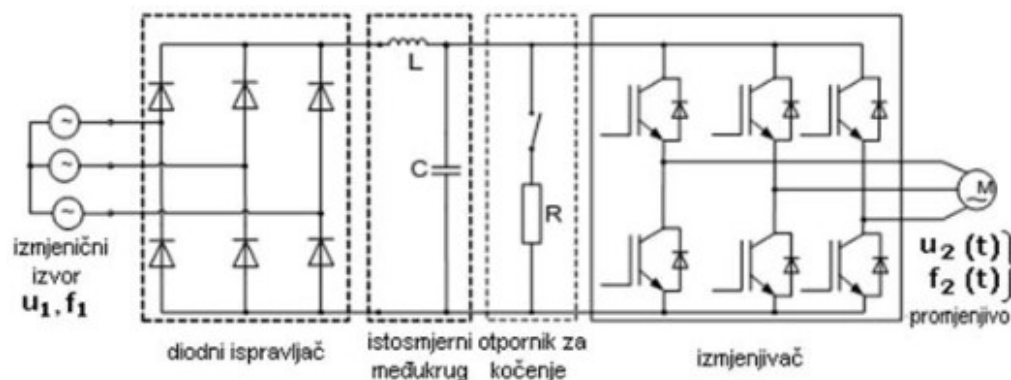 L
C
R
M
izmjenični
izvor
u1, f1
diodni ispravljač
istosmjerni
međukrug
otpornik za
kočenje
izmjenjivač
u2 (t)
f2 (t)
promjenjivo